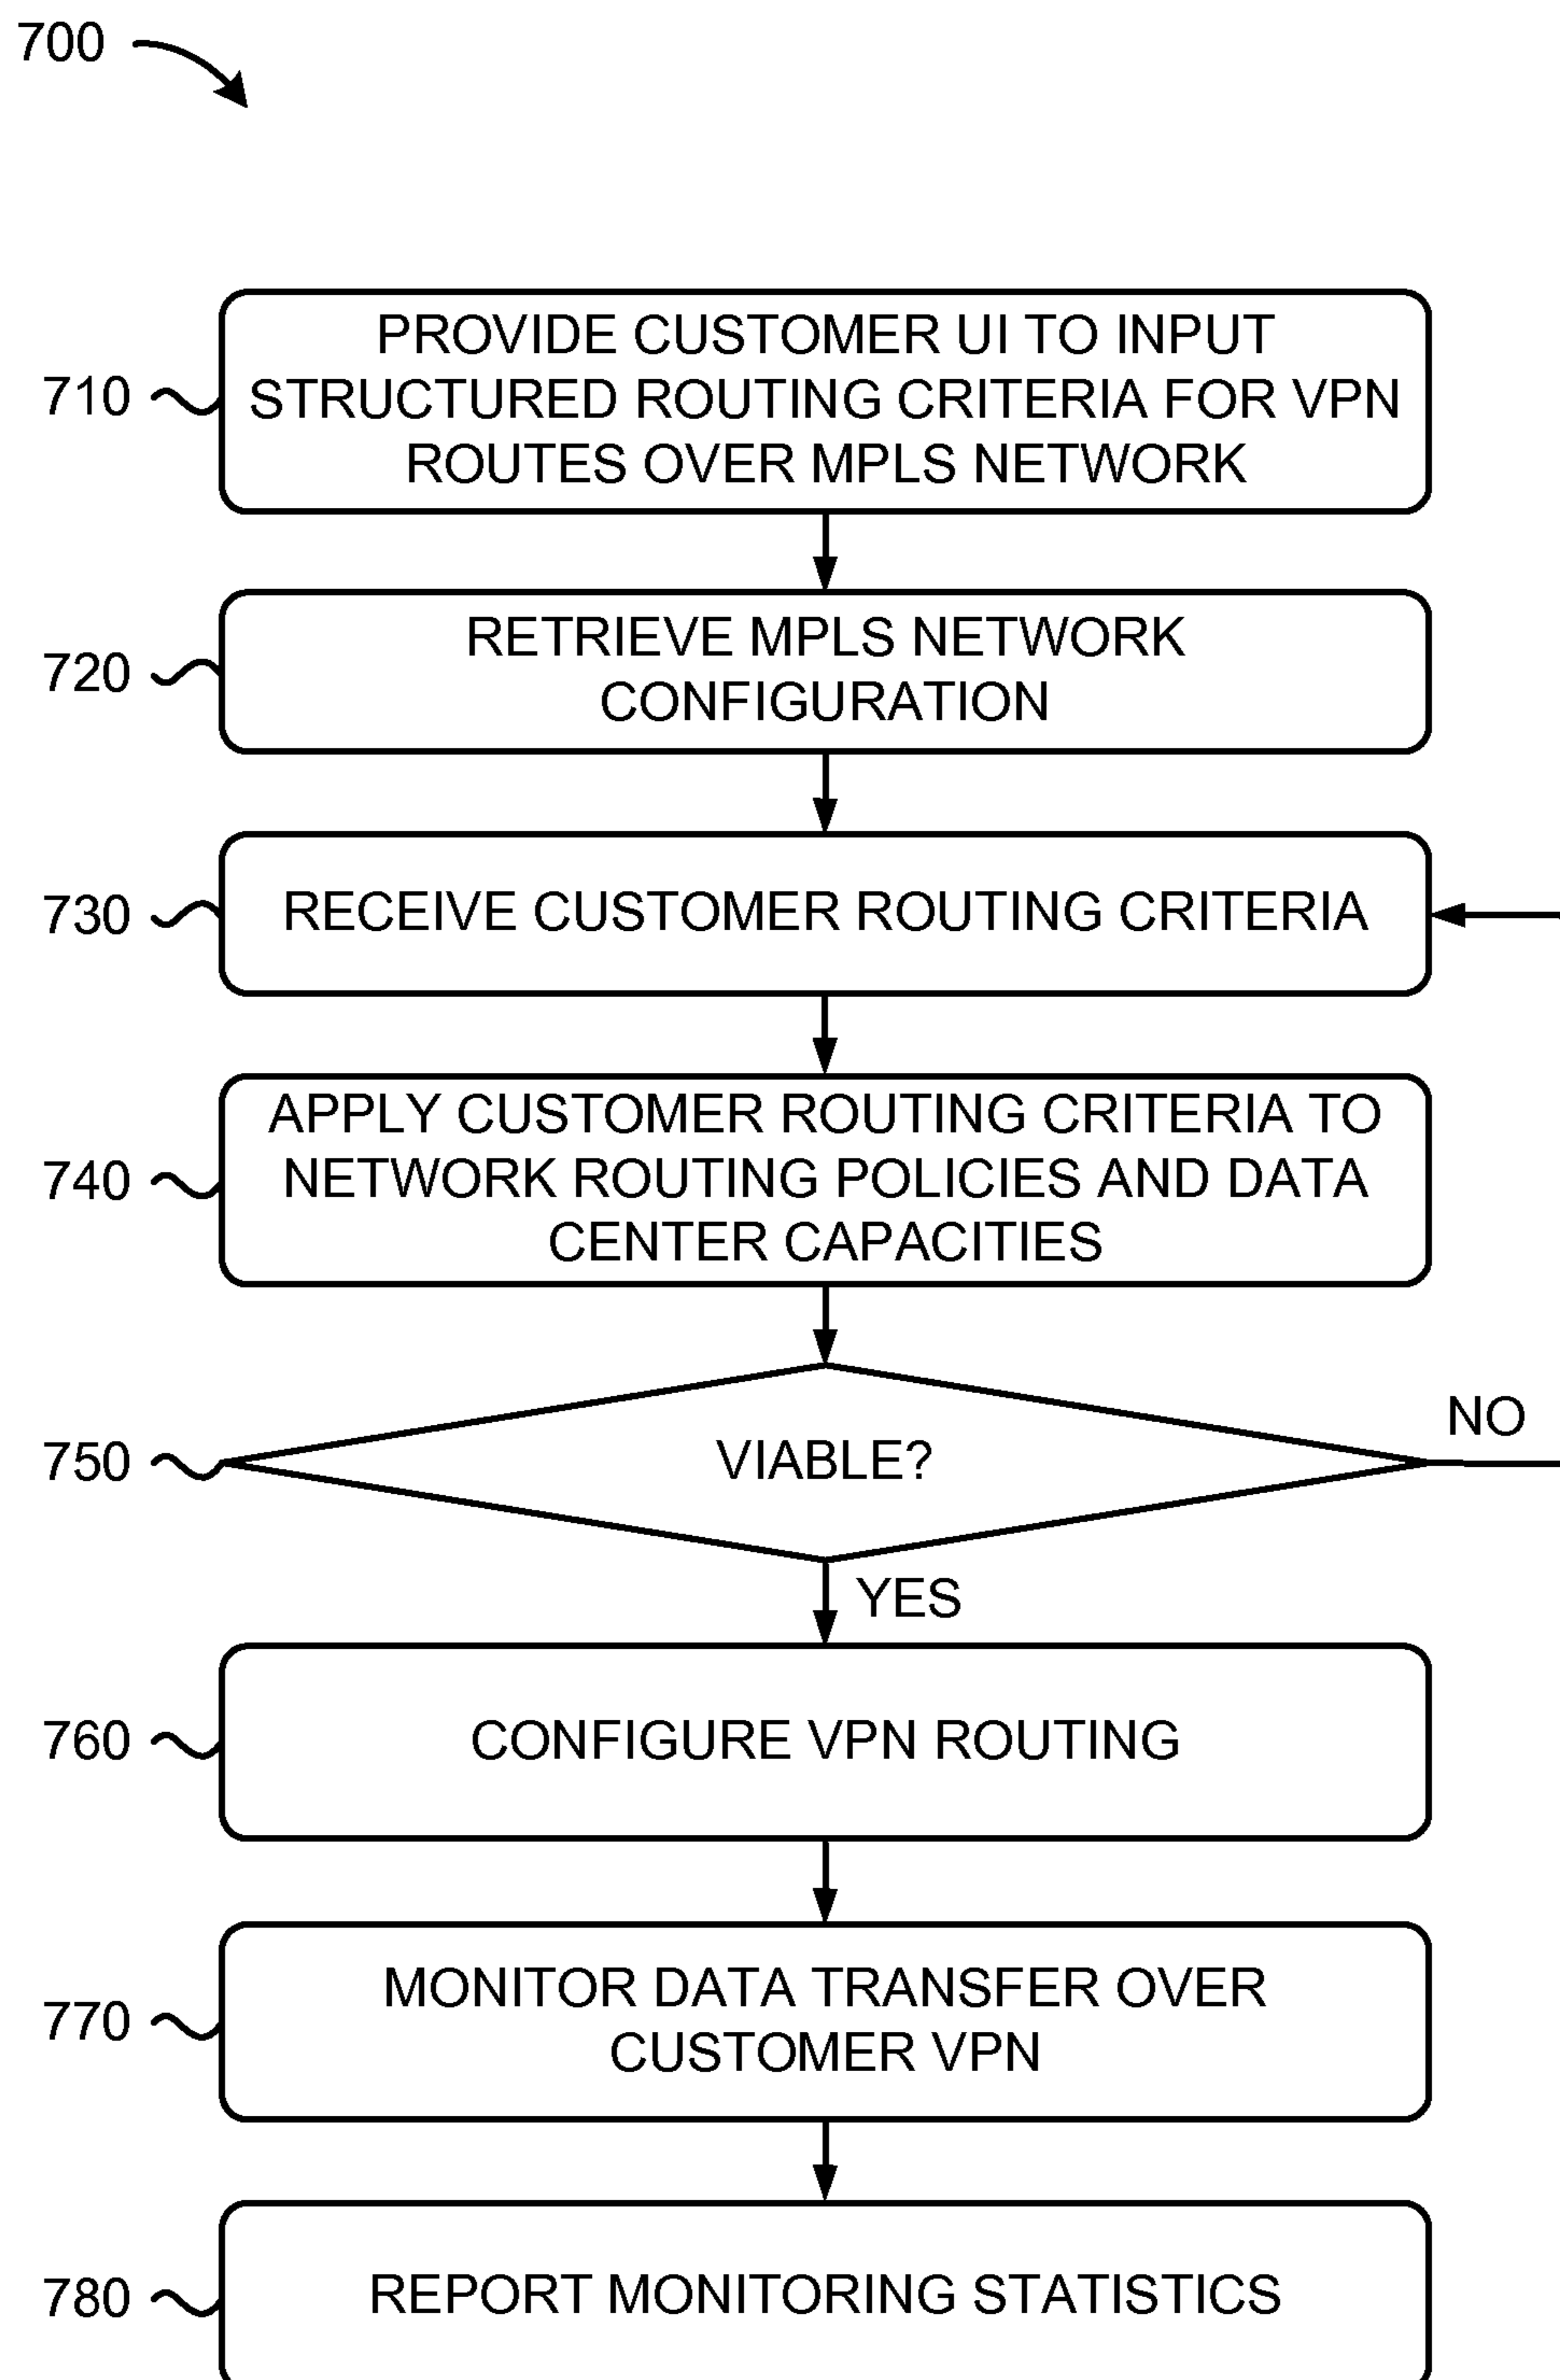 700
710
PROVIDE CUSTOMER UI TO INPUT
STRUCTURED ROUTING CRITERIA FOR VPN
ROUTES OVER MPLS NETWORK
720
RETRIEVE MPLS NETWORK
CONFIGURATION
730
RECEIVE CUSTOMER ROUTING CRITERIA
740
APPLY CUSTOMER ROUTING CRITERIA TO
NETWORK ROUTING POLICIES AND DATA
CENTER CAPACITIES
750
VIABLE?
NO
YES
760
CONFIGURE VPN ROUTING
770
MONITOR DATA TRANSFER OVER
CUSTOMER VPN
780
REPORT MONITORING STATISTICS